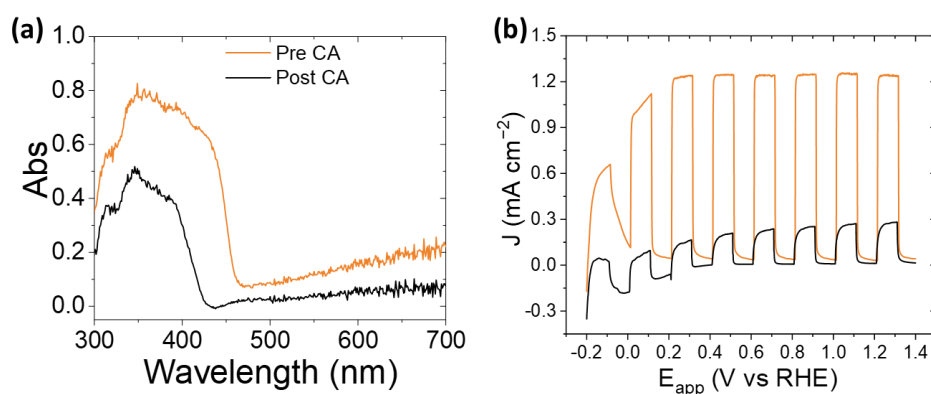 (a)
1.0
0.8
0.6
0.4
0.2
0.0
Abs
Pre CA
Post CA
300 400 500 600 700
Wavelength (nm)
(b)
1.5
1.2
0.9
0.6
0.3
0.0
-0.3
J (mA cm⁻²)
-0.2 0.0 0.2 0.4 0.6 0.8 1.0 1.2 1.4
E_app (V vs RHE)